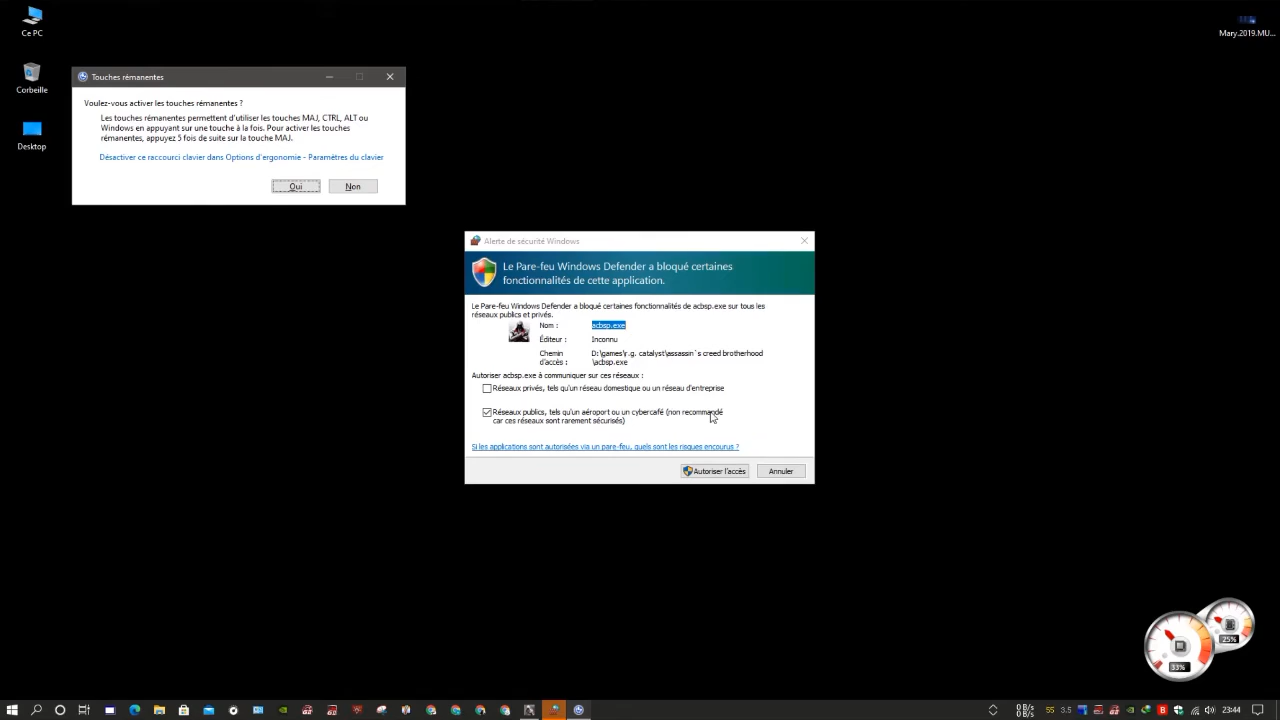 Ce PC
Corbeille
Desktop
Mary.2019.MU...
Touches rémanentes
Voulez-vous activer les touches rémanentes ?
Les touches rémanentes permettent d'utiliser les touches MAJ, CTRL, ALT ou
Windows en appuyant sur une touche à la fois. Pour activer les touches
rémanentes, appuyez 5 fois de suite sur la touche MAJ.
Désactiver ce raccourci clavier dans Options d'ergonomie - Paramètres du clavier
Oui
Non
Alerte de sécurité Windows
Le Pare-feu Windows Defender a bloqué certaines
fonctionnalités de cette application.
Le Pare-feu Windows Defender a bloqué certaines fonctionnalités de acbsp.exe sur tous les
réseaux publics et privés.
Nom : acbsp.exe
Éditeur : Inconnu
Chemin D:\games\r.g. catalyst\assassin`s creed brotherhood
d'accès : \acbsp.exe
Autoriser acbsp.exe à communiquer sur ces réseaux :
Réseaux privés, tels qu'un réseau domestique ou un réseau d'entreprise
Réseaux publics, tels qu'un aéroport ou un cybercafé (non recommandé
car ces réseaux sont rarement sécurisés)
Si les applications sont autorisées via un pare-feu, quels sont les risques encourus ?
Autoriser l'accès
Annuler
25%
33%
0 B/s
0 B/s
55
3.5
23:44